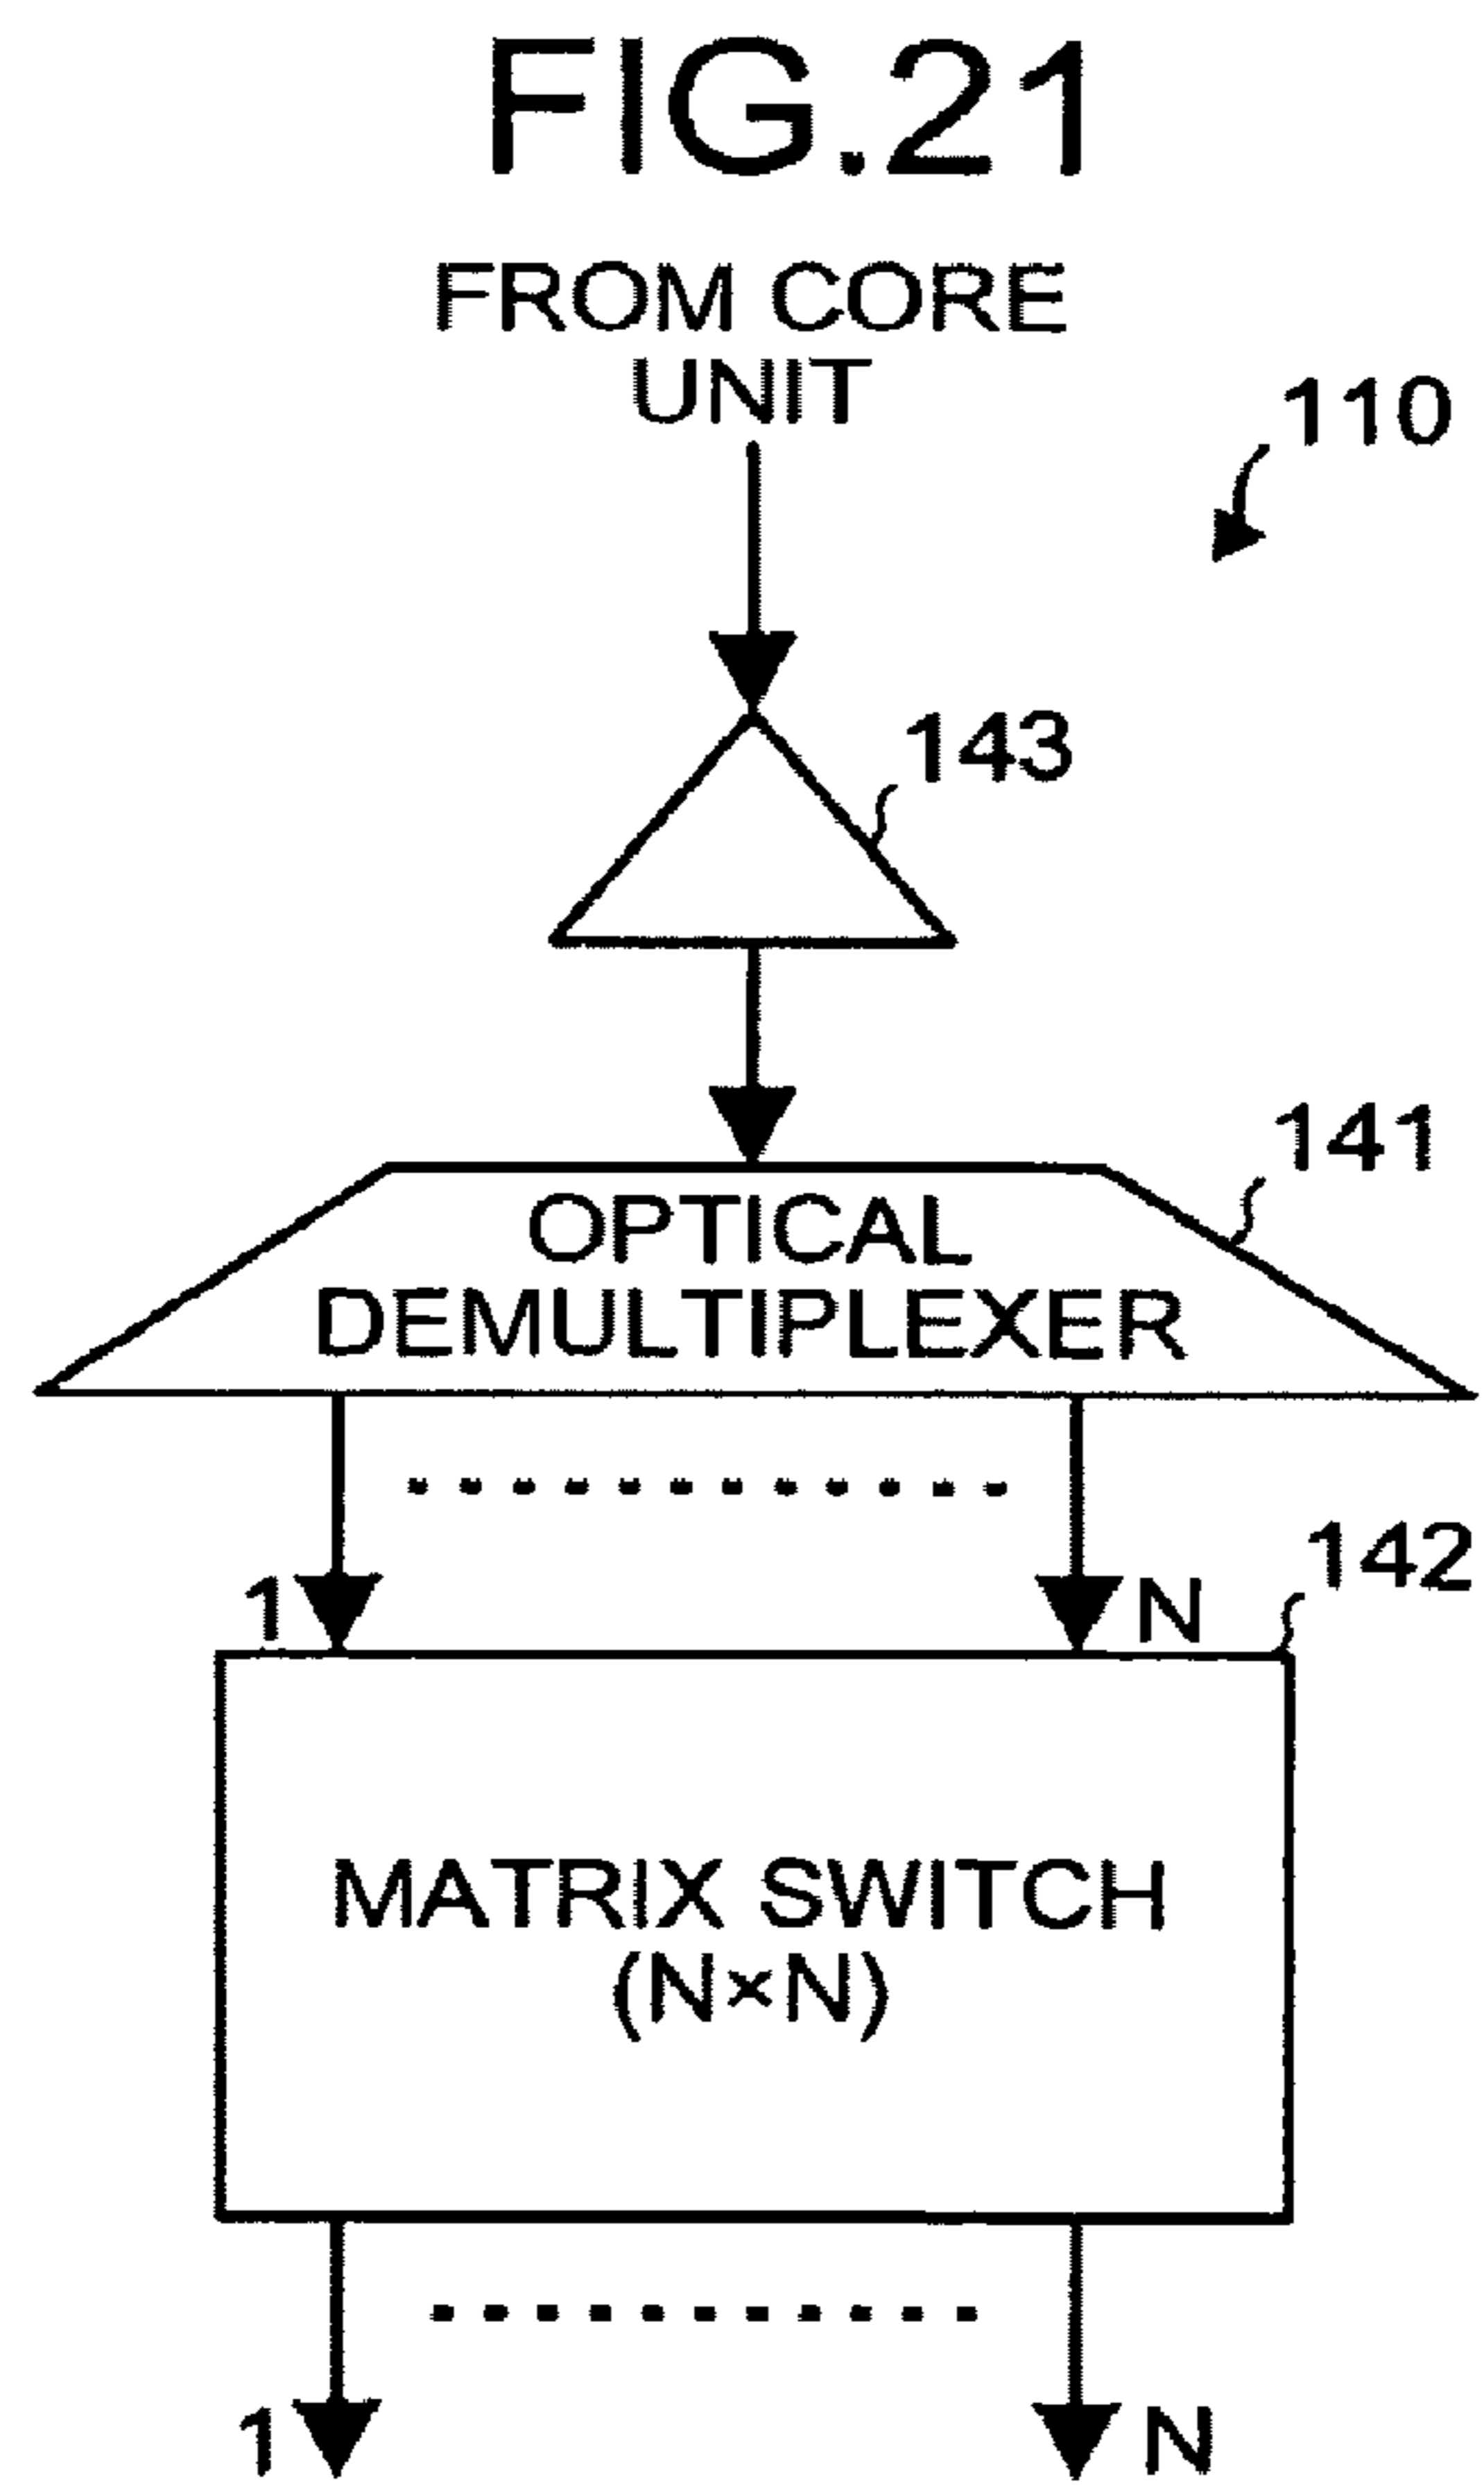 FIG.21
FROM CORE
UNIT
110
143
141
OPTICAL
DEMULTIPLEXER
142
1
N
MATRIX SWITCH
(N×N)
1
N